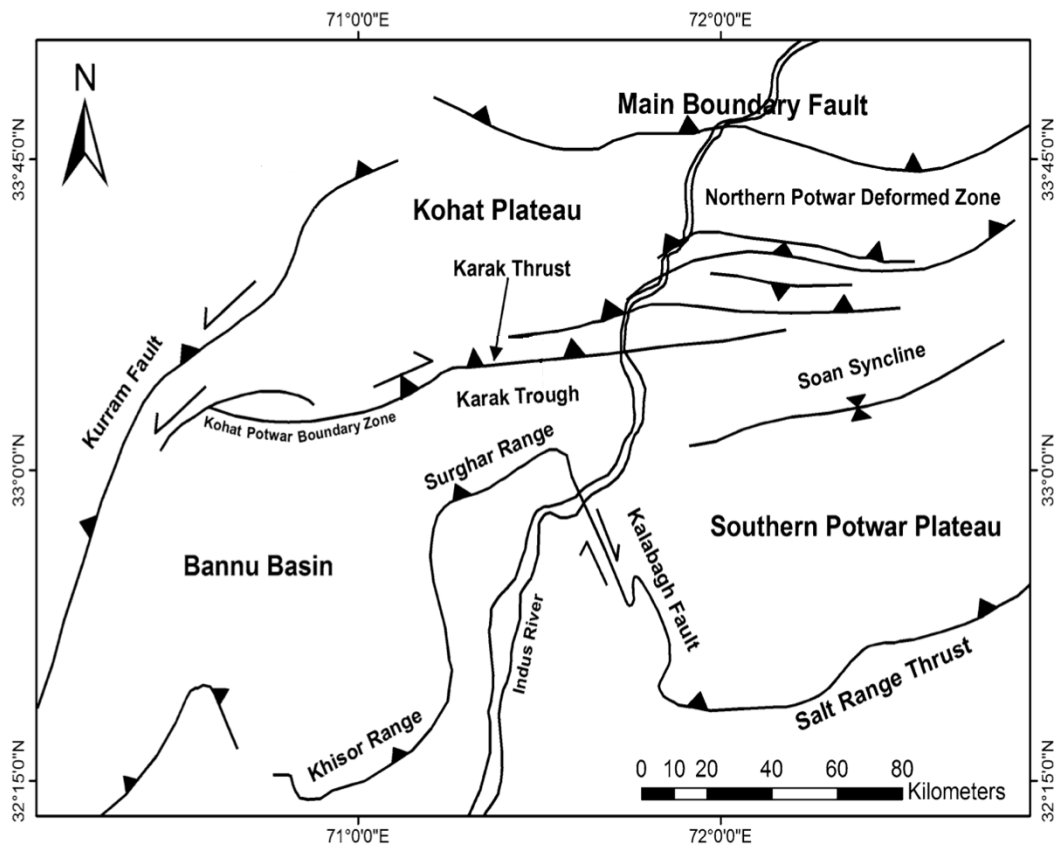 71°0'0"E
72°0'0"E
N
Main Boundary Fault
33°45'0"N
33°45'0"N
Northern Potwar Deformed Zone
Kohat Plateau
Karak Thrust
Kurram Fault
Soan Syncline
Karak Trough
Kohat Potwar Boundary Zone
Surghar Range
33°0'0"N
33°0'0"N
Kalabagh Fault
Southern Potwar Plateau
Bannu Basin
Indus River
Salt Range Thrust
Khisor Range
32°15'0"N
32°15'0"N
0 10 20 40 60 80
Kilometers
71°0'0"E
72°0'0"E